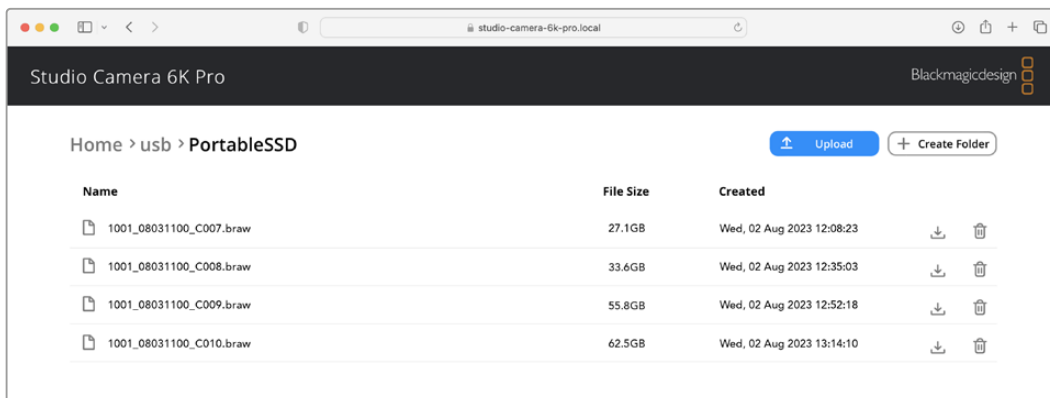 studio-camera-6k-pro.local
Studio Camera 6K Pro
Blackmagicdesign
Home > usb > PortableSSD
Upload
+ Create Folder
Name File Size Created
1001_08031100_C007.braw 27.1GB Wed, 02 Aug 2023 12:08:23
1001_08031100_C008.braw 33.6GB Wed, 02 Aug 2023 12:35:03
1001_08031100_C009.braw 55.8GB Wed, 02 Aug 2023 12:52:18
1001_08031100_C010.braw 62.5GB Wed, 02 Aug 2023 13:14:10